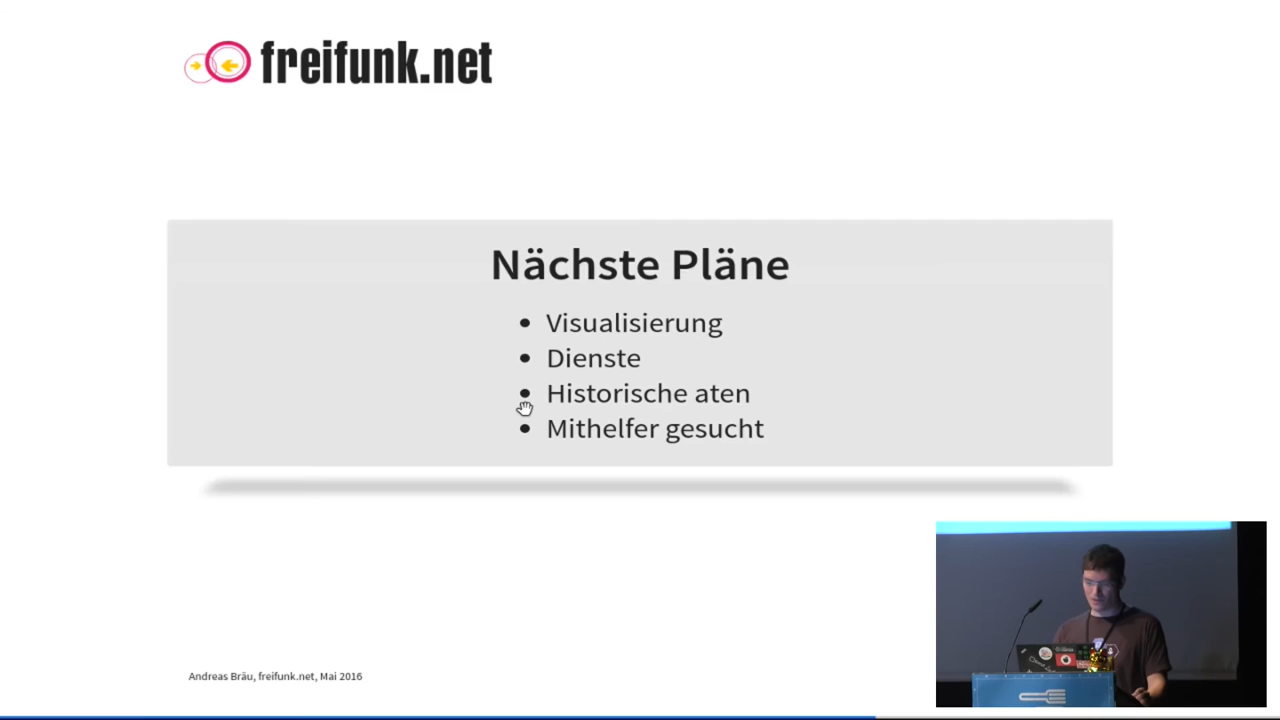 freifunk.net
Nächste Pläne
Visualisierung
Dienste
Historische aten
Mithelfer gesucht
Andreas Bräu, freifunk.net, Mai 2016